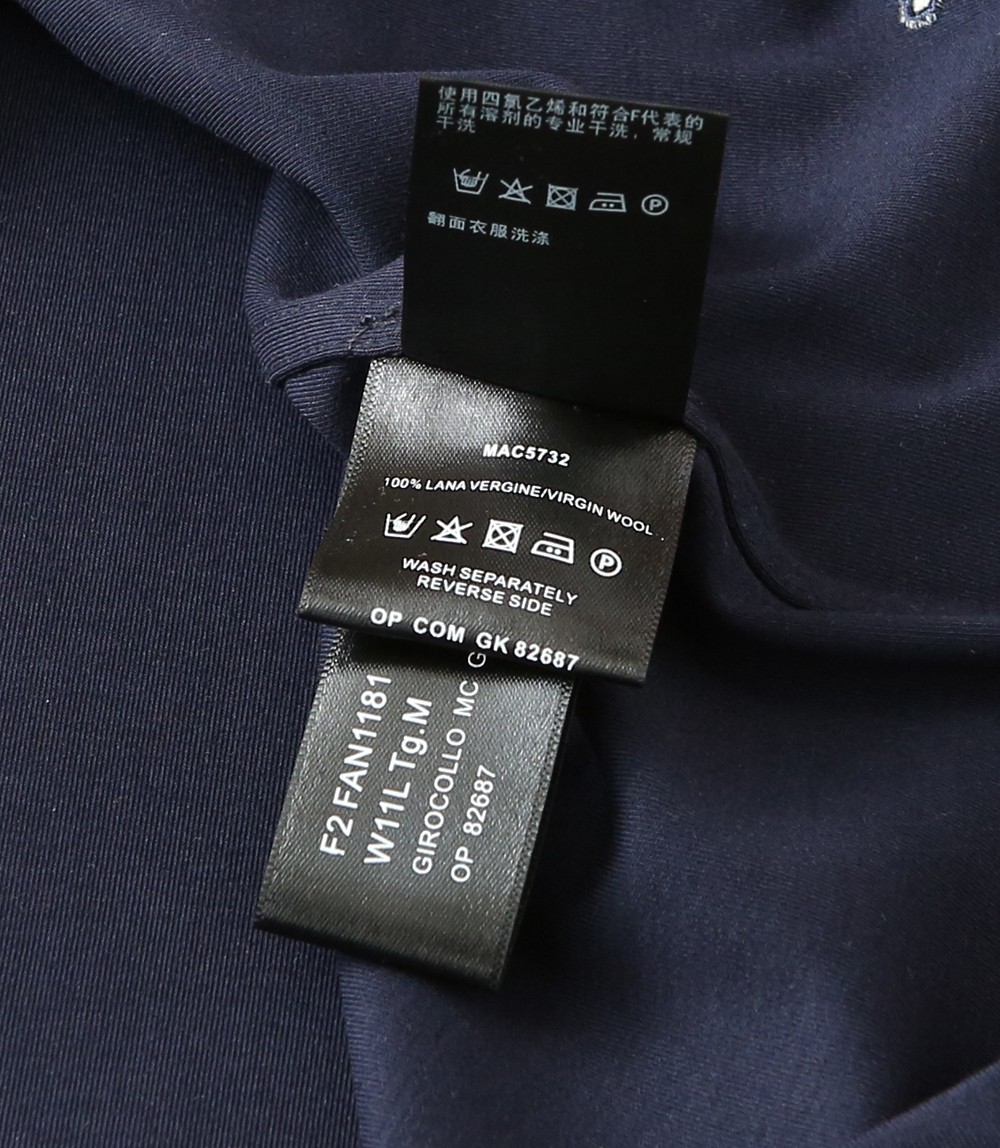 使用四氯乙烯和符合F代表的
所有溶剂的专业干洗，常规
干洗
P
翻面衣服洗涤
MAC5732
100% LANA VERGINE/VIRGIN WOOL
P
WASH SEPARATELY
REVERSE SIDE
OP COM GK 82687
F2 FAN1181
W11L Tg.M
GIROCOLLO MC G
OP 82687